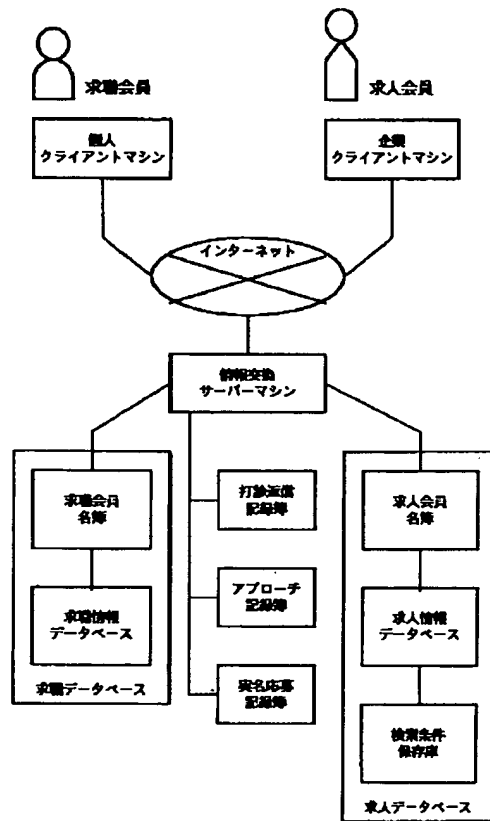 求職会員
求人会員
個人
クライアントマシン
企業
クライアントマシン
インターネット
情報交換
サーバーマシン
求職会員
名簿
打診返信
記録簿
求人会員
名簿
求職情報
データベース
アプローチ
記録簿
求人情報
データベース
求職データベース
実名応募
記録簿
検索条件
保存庫
求人データベース